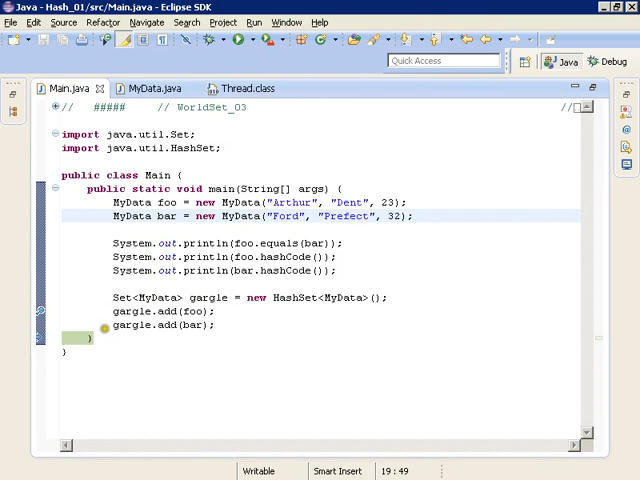 Java - Hash_01/src/Main.java - Eclipse SDK
File Edit Source Refactor Navigate Search Project Run Window Help
Quick Access
Java Debug
Main.java MyData.java Thread.class
// ##### // WorldSet_03 //
import java.util.Set;
import java.util.HashSet;
public class Main {
public static void main(String[] args) {
MyData foo = new MyData("Arthur", "Dent", 23);
MyData bar = new MyData("Ford", "Prefect", 32);
System.out.println(foo.equals(bar));
System.out.println(foo.hashCode());
System.out.println(bar.hashCode());
Set<MyData> gargle = new HashSet<MyData>();
gargle.add(foo);
gargle.add(bar);
}
}
Writable Smart Insert 19 : 49